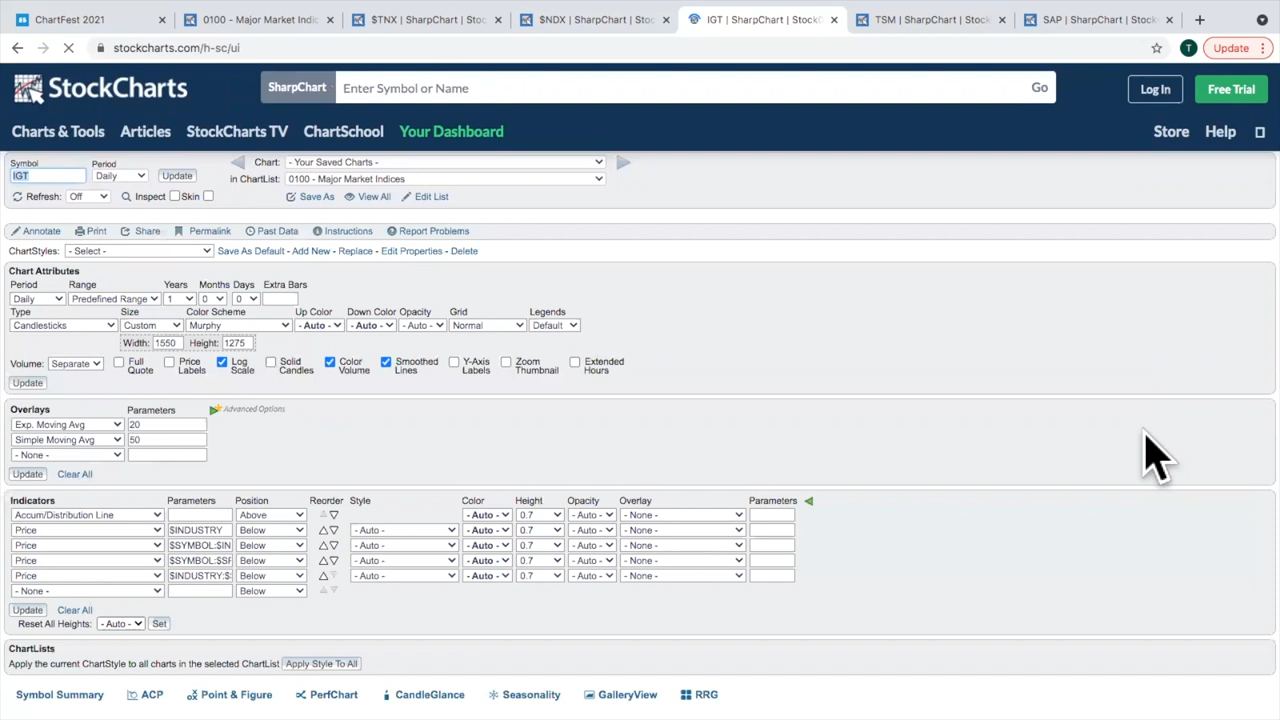 ChartFest 2021
0100 - Major Market Indic
$TNX | SharpChart | StockC
$NDX | SharpChart | StockC
IGT | SharpChart | StockC
TSM | SharpChart | StockC
SAP | SharpChart | StockC
stockcharts.com/h-sc/ui
T
Update
StockCharts
SharpChart
Enter Symbol or Name
Go
Log In
Free Trial
Charts & Tools
Articles
StockCharts TV
ChartSchool
Your Dashboard
Store
Help
Symbol Period Chart: - Your Saved Charts -
IGT Daily Update in ChartList: 0100 - Major Market Indices
Refresh: Off Inspect Skin Save As View All Edit List
Annotate Print Share Permalink Past Data Instructions Report Problems
ChartStyles: - Select - Save As Default - Add New - Replace - Edit Properties - Delete
Chart Attributes
Period Range Years Months Days Extra Bars
Daily Predefined Range 1 0 0
Type Size Color Scheme Up Color Down Color Opacity Grid Legends
Candlesticks Custom Murphy - Auto - - Auto - - Auto - Normal Default
Width: 1550 Height: 1275
Volume: Separate Full Quote Price Labels Log Scale Solid Candles Color Volume Smoothed Lines Y-Axis Labels Zoom Thumbnail Extended Hours
Update
Overlays Parameters Advanced Options
Exp. Moving Avg 20
Simple Moving Avg 50
- None -
Update Clear All
Indicators Parameters Position Reorder Style Color Height Opacity Overlay Parameters
Accum/Distribution Line Above - Auto - 0.7 - Auto - - None -
Price $INDUSTRY Below - Auto - - Auto - 0.7 - Auto - - None -
Price $SYMBOL:$IN Below - Auto - - Auto - 0.7 - Auto - - None -
Price $SYMBOL:$SF Below - Auto - - Auto - 0.7 - Auto - - None -
Price $INDUSTRY:$: Below - Auto - - Auto - 0.7 - Auto - - None -
- None - Below
Update Clear All
Reset All Heights: - Auto - Set
ChartLists
Apply the current ChartStyle to all charts in the selected ChartList Apply Style To All
Symbol Summary ACP Point & Figure PerfChart CandleGlance Seasonality GalleryView RRG